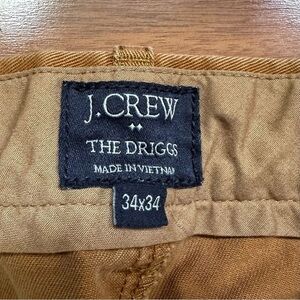 J.CREW
THE DRIGGS
MADE IN VIETNAM
34x34